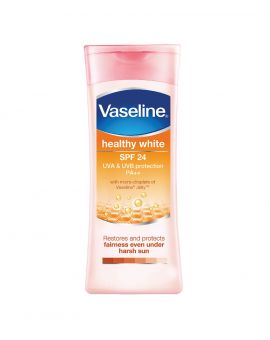 Vaseline.
healthy white
SPF 24
UVA & UVB protection
PA++
with micro-droplets of
Vaseline® Jelly™
Restores and protects
fairness even under
harsh sun